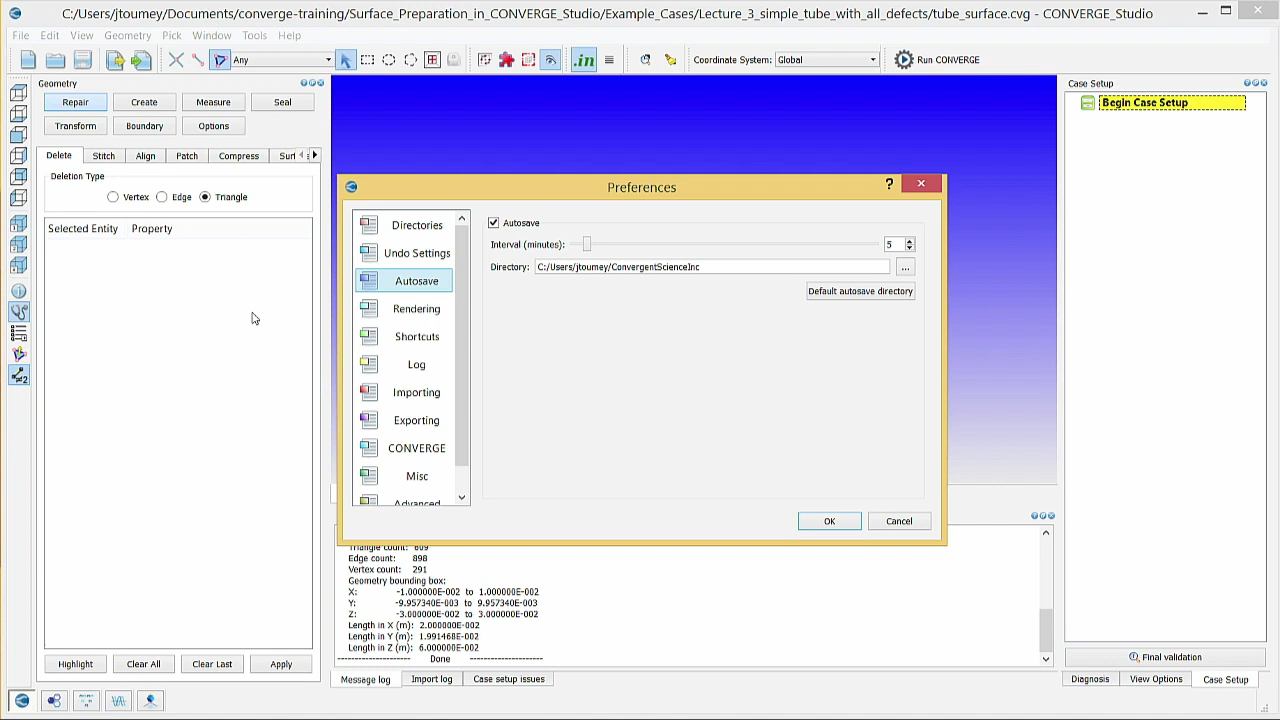 C:/Users/jtoumey/Documents/converge-training/Surface_Preparation_in_CONVERGE_Studio/Example_Cases/Lecture_3_simple_tube_with_all_defects/tube_surface.cvg - CONVERGE_Studio
File Edit View Geometry Pick Window Tools Help
Any
.in
Coordinate System: Global
Run CONVERGE
Geometry
Repair Create Measure Seal
Transform Boundary Options
Delete Stitch Align Patch Compress
Deletion Type
Vertex Edge Triangle
Selected Entity Property
Highlight Clear All Clear Last Apply
Preferences
?
Directories
Undo Settings
Autosave
Rendering
Shortcuts
Log
Importing
Exporting
CONVERGE
Misc
Advanced
Autosave
Interval (minutes): 5
Directory: C:/Users/jtoumey/ConvergentScienceInc ...
Default autosave directory
OK Cancel
Triangle count: 609
Edge count: 898
Vertex count: 291
Geometry bounding box:
X: -1.000000E-002 to 1.000000E-002
Y: -9.957340E-003 to 9.957340E-003
Z: -3.000000E-002 to 3.000000E-002
Length in X (m): 2.000000E-002
Length in Y (m): 1.991468E-002
Length in Z (m): 6.000000E-002
-------------------- Done --------------------
Message log Import log Case setup issues
Case Setup
Begin Case Setup
Final validation
Diagnosis View Options Case Setup